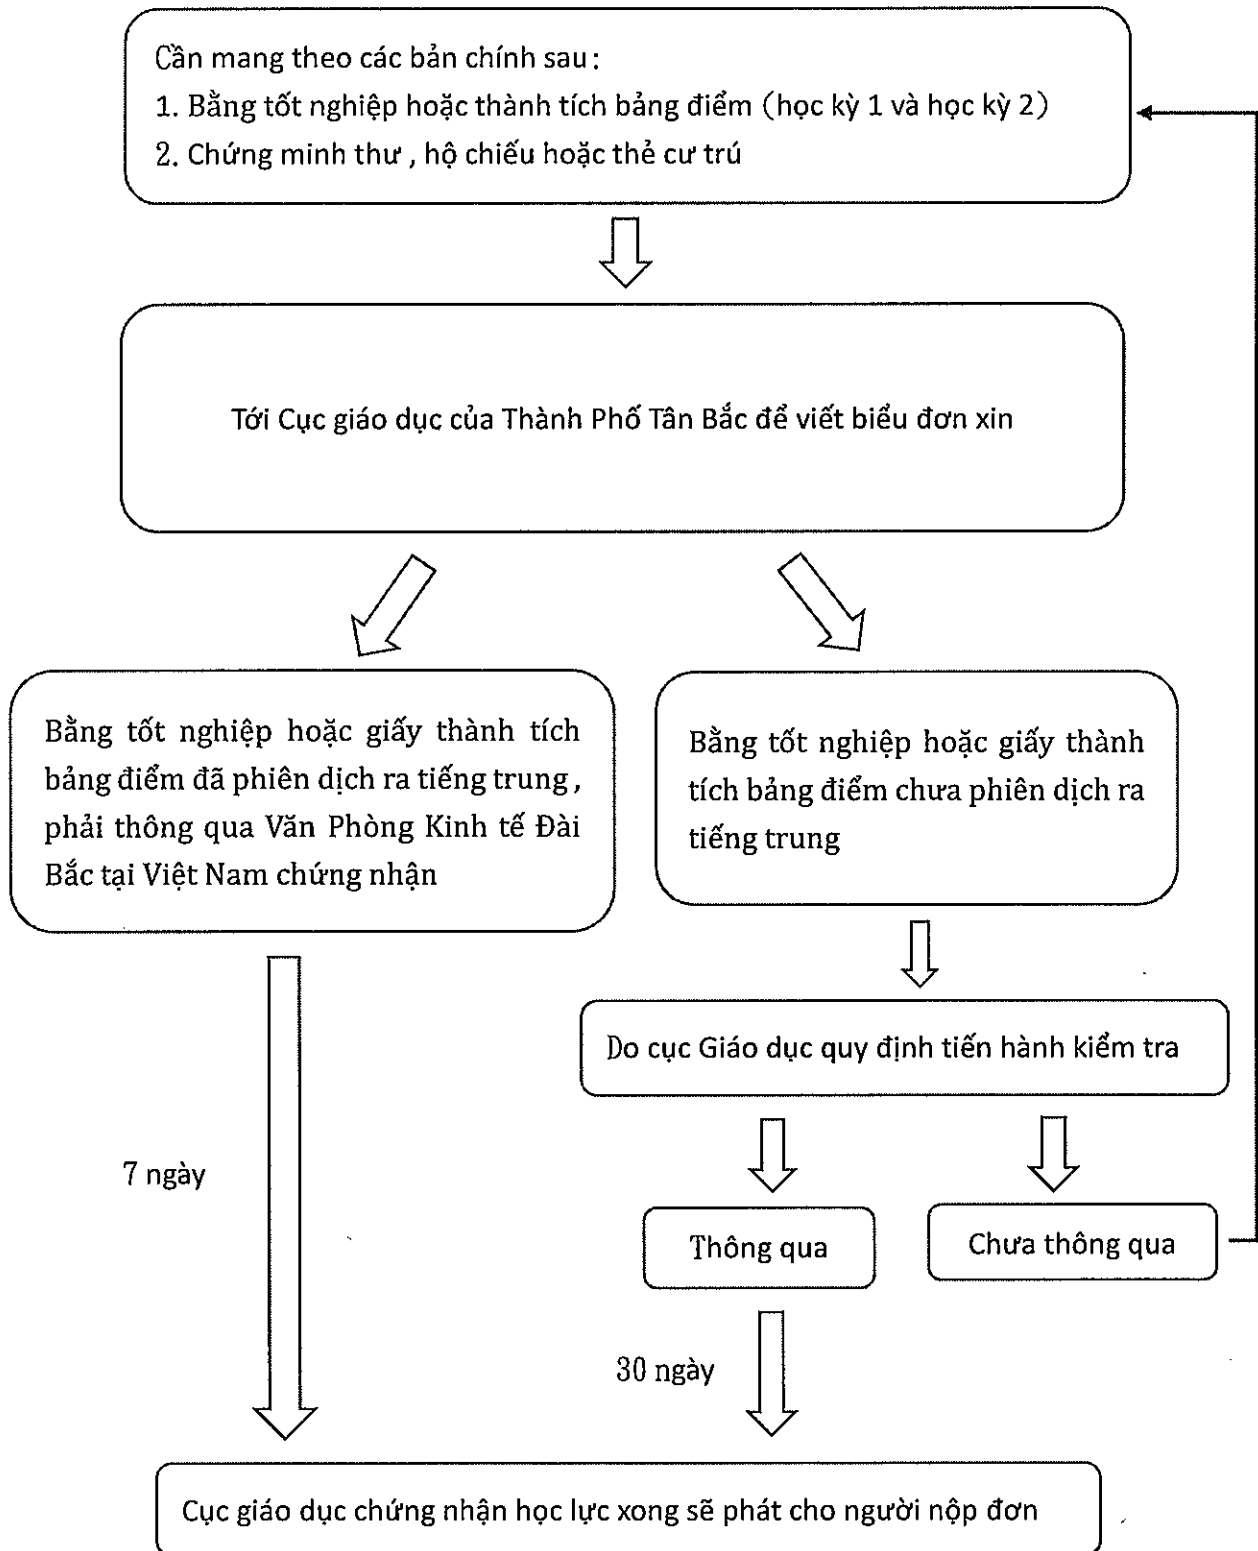 Cần mang theo các bản chính sau:
1. Bằng tốt nghiệp hoặc thành tích bảng điểm (học kỳ 1 và học kỳ 2)
2. Chứng minh thư , hộ chiếu hoặc thẻ cư trú
Tới Cục giáo dục của Thành Phố Tân Bắc để viết biểu đơn xin
Bằng tốt nghiệp hoặc giấy thành tích
bảng điểm đã phiên dịch ra tiếng trung,
phải thông qua Văn Phòng Kinh tế Đài
Bắc tại Việt Nam chứng nhận
Bằng tốt nghiệp hoặc giấy thành
tích bảng điểm chưa phiên dịch ra
tiếng trung
Do cục Giáo dục quy định tiến hành kiểm tra
7 ngày
Thông qua
Chưa thông qua
30 ngày
Cục giáo dục chứng nhận học lực xong sẽ phát cho người nộp đơn